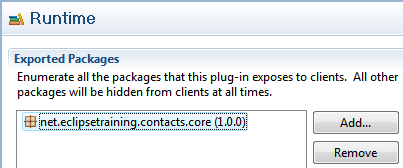 Runtime
Exported Packages
Enumerate all the packages that this plug-in exposes to clients. All other
packages will be hidden from clients at all times.
net.eclipsetraining.contacts.core (1.0.0)
Add...
Remove